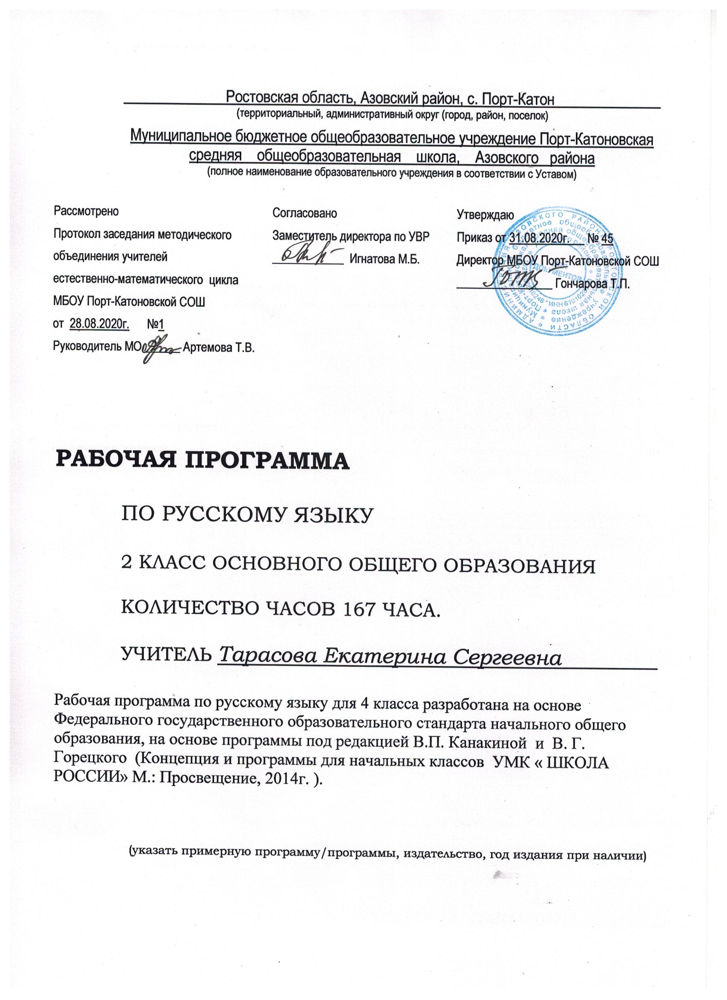 Ростовская область, Азовский район, с. Порт-Катон
(территориальный, административный округ (город, район, поселок)
Муниципальное бюджетное общеобразовательное учреждение Порт-Катоновская
средняя общеобразовательная школа, Азовского района
(полное наименование образовательного учреждения в соответствии с Уставом)
Рассмотрено
Протокол заседания методического
объединения учителей
естественно-математического цикла
МБОУ Порт-Катоновской СОШ
от 28.08.2020г. №1
Руководитель МО Артемова Т.В.
Согласовано
Заместитель директора по УВР
Игнатова М.Б.
Утверждаю
Приказ от 31.08.2020г. № 45
Директор МБОУ Порт-Катоновской СОШ
Гончарова Т.П.
ДОКУМЕНТОВ
РАБОЧАЯ ПРОГРАММА
ПО РУССКОМУ ЯЗЫКУ
2 КЛАСС ОСНОВНОГО ОБЩЕГО ОБРАЗОВАНИЯ
КОЛИЧЕСТВО ЧАСОВ 167 ЧАСА.
УЧИТЕЛЬ Тарасова Екатерина Сергеевна
Рабочая программа по русскому языку для 4 класса разработана на основе
Федерального государственного образовательного стандарта начального общего
образования, на основе программы под редакцией В.П. Канакиной и В. Г.
Горецкого (Концепция и программы для начальных классов УМК « ШКОЛА
РОССИИ» М.: Просвещение, 2014г. ).
(указать примерную программу/программы, издательство, год издания при наличии)